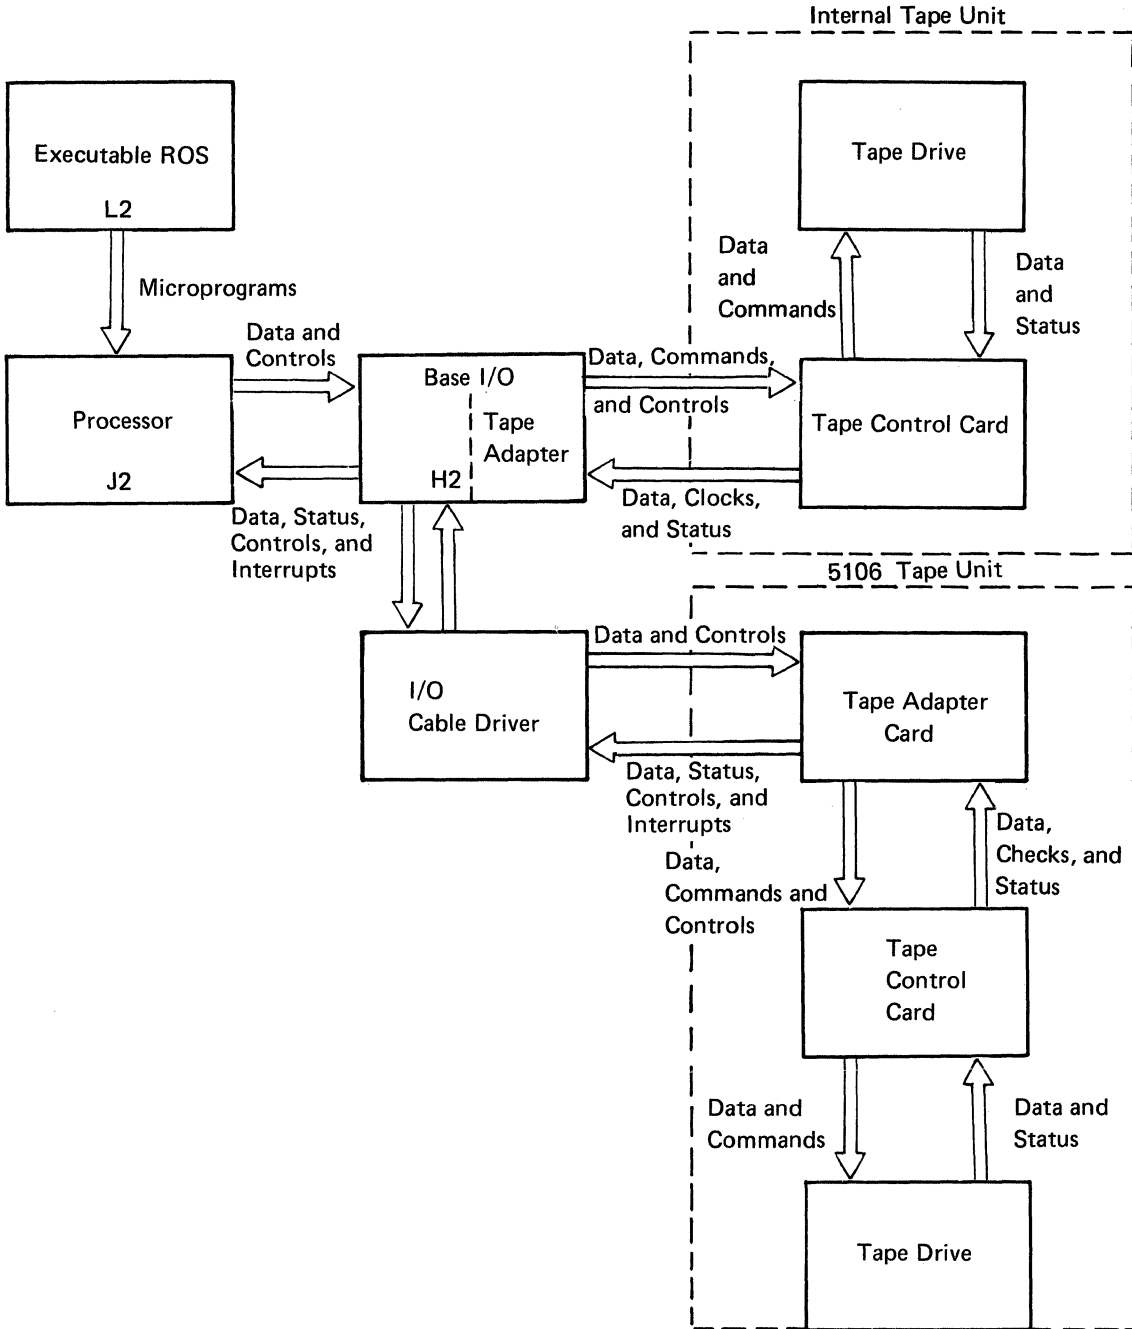 Internal Tape Unit
Executable ROS
L2
Tape Drive
Data
and
Commands
Data
and
Status
Microprograms
Data and
Controls
Processor
J2
Base I/O
Tape
Adapter
H2
Data, Commands,
and Controls
Tape Control Card
Data, Clocks,
and Status
Data, Status,
Controls, and
Interrupts
5106 Tape Unit
I/O
Cable Driver
Data and Controls
Tape Adapter
Card
Data, Status,
Controls, and
Interrupts
Data,
Commands and
Controls
Data,
Checks, and
Status
Tape
Control
Card
Data and
Commands
Data and
Status
Tape Drive